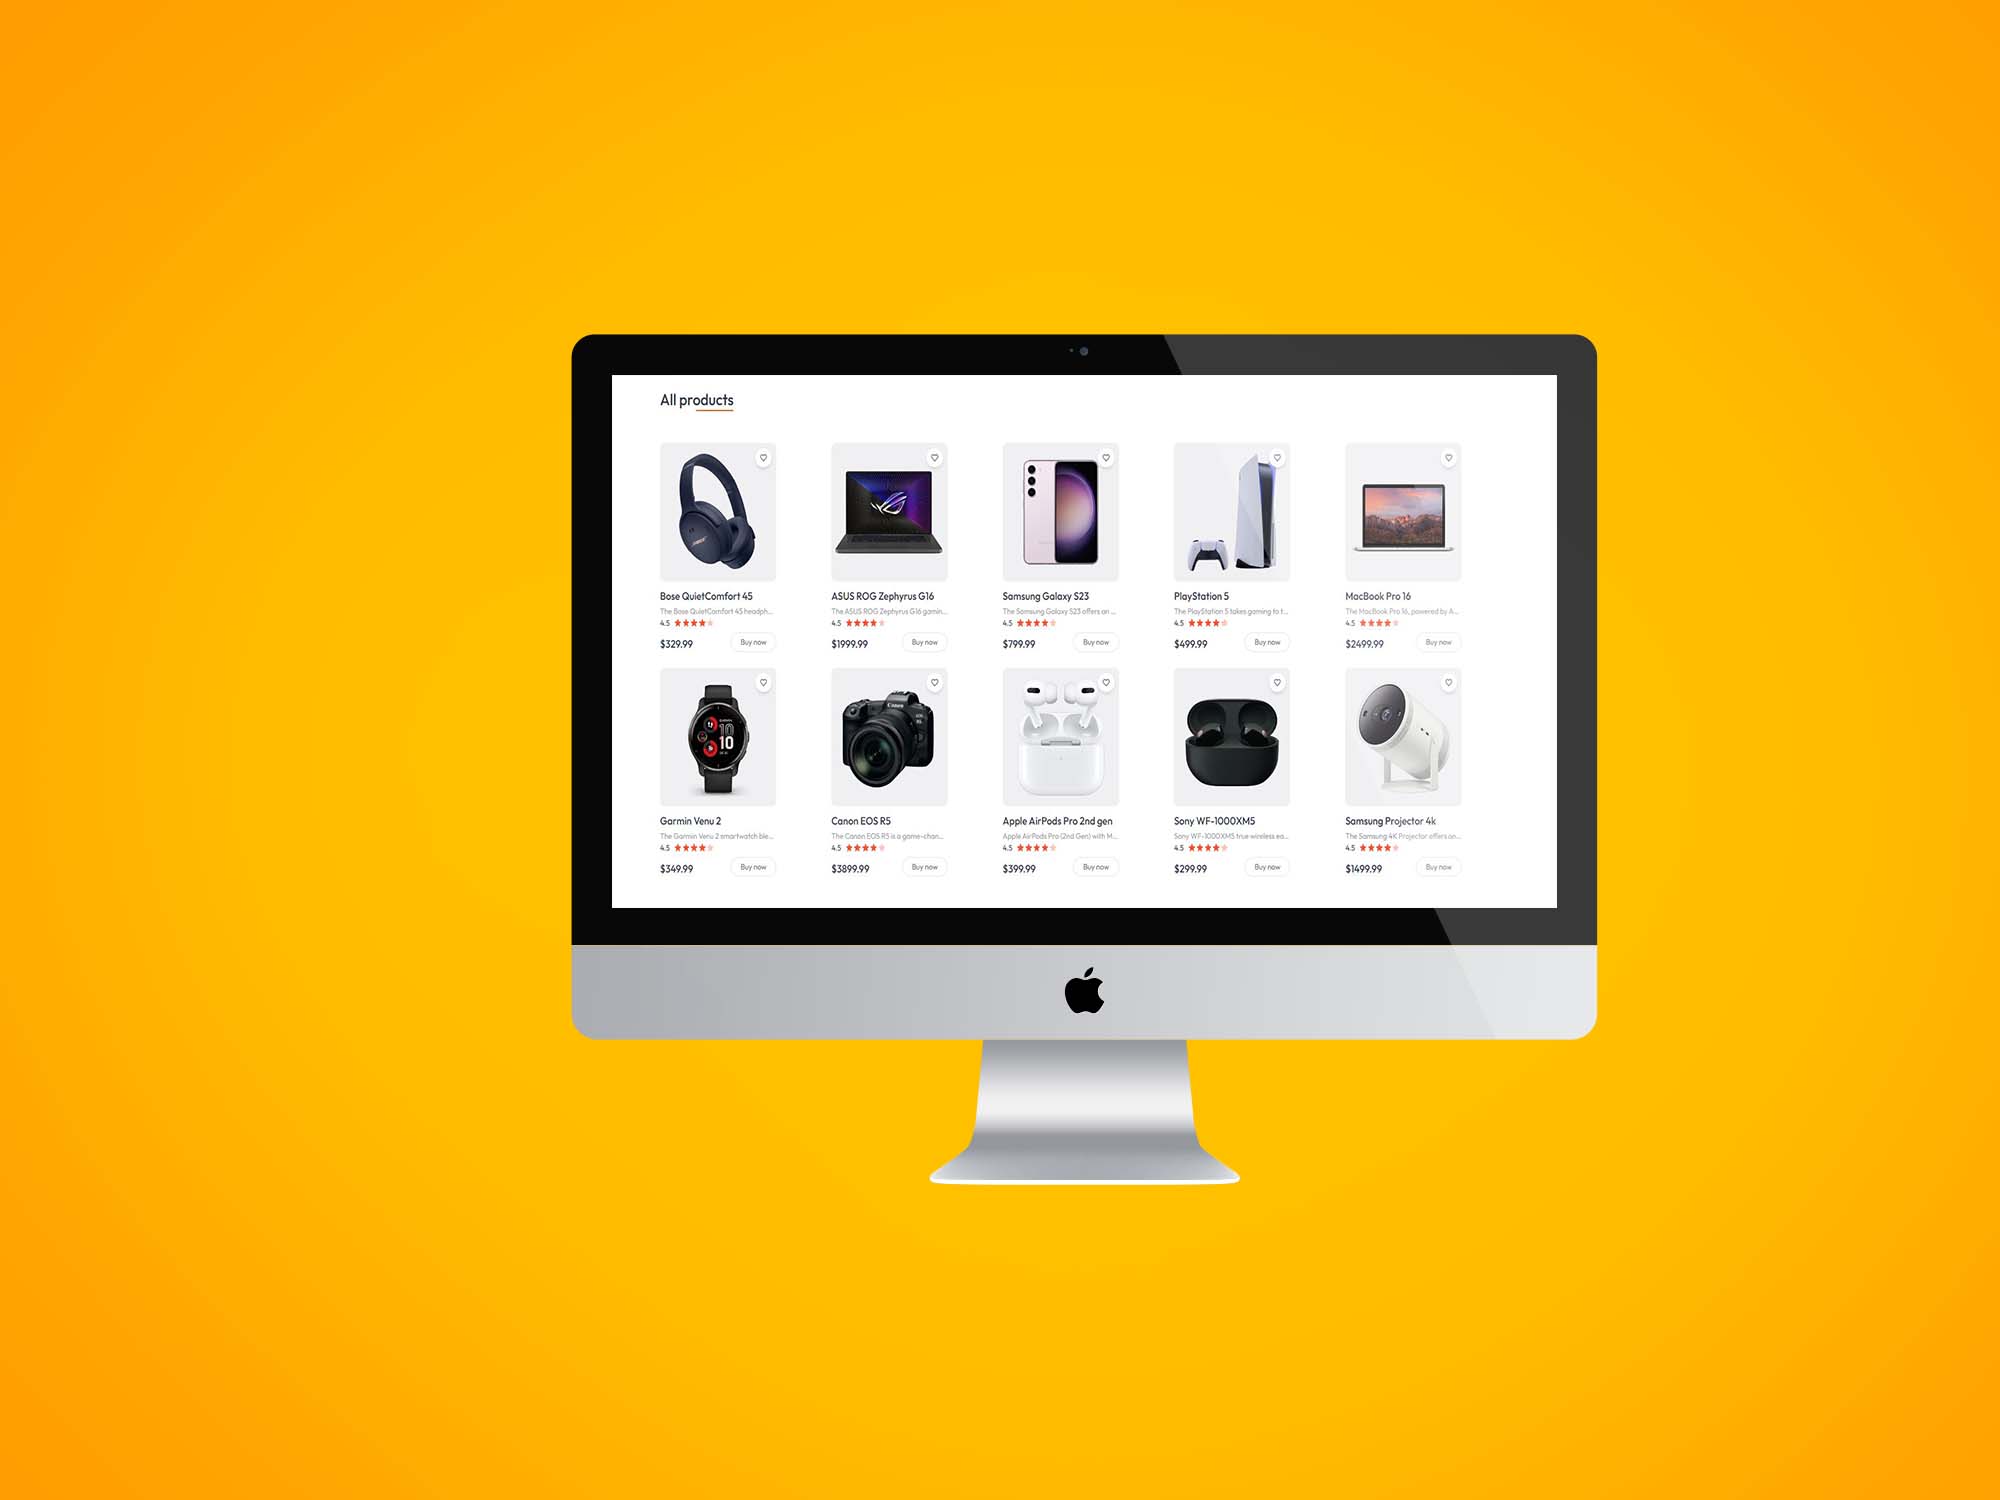 All products
Bose QuietComfort 45
The Bose QuietComfort 45 headph...
4.5
$329.99 Buy now
ASUS ROG Zephyrus G16
The ASUS ROG Zephyrus G16 gamin...
4.5
$1999.99 Buy now
Samsung Galaxy S23
The Samsung Galaxy S23 offers an ...
4.5
$799.99 Buy now
PlayStation 5
The PlayStation 5 takes gaming to t...
4.5
$499.99 Buy now
MacBook Pro 16
The MacBook Pro 16, powered by A...
4.5
$2499.99 Buy now
10
10
Garmin Venu 2
The Garmin Venu 2 smartwatch ble...
4.5
$349.99 Buy now
Canon
Canon EOS R5
The Canon EOS R5 is a game-chan...
4.5
$3899.99 Buy now
Apple AirPods Pro 2nd gen
Apple AirPods Pro (2nd Gen) with M...
4.5
$399.99 Buy now
Sony WF-1000XM5
Sony WF-1000XM5 true wireless ea...
4.5
$299.99 Buy now
Samsung Projector 4k
The Samsung 4K Projector offers an...
4.5
$1499.99 Buy now